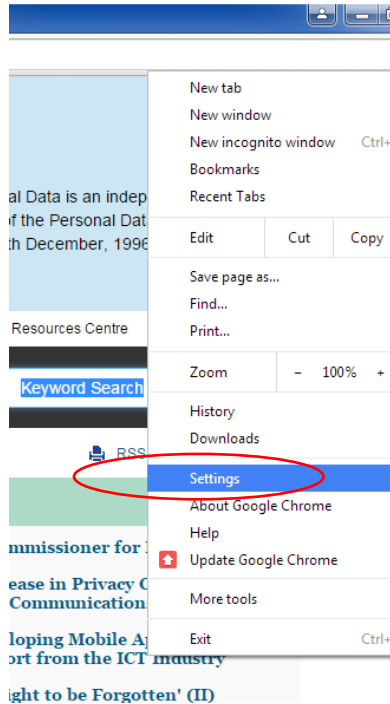 New tab
New window
New incognito window Ctrl+
Bookmarks
Recent Tabs
Edit Cut Copy
Save page as...
Find...
Print...
Zoom - 100% +
History
Downloads
Settings
About Google Chrome
Help
Update Google Chrome
More tools
Exit Ctrl+
al Data is an indep
of the Personal Dat
th December, 1996
Resources Centre
Keyword Search
RSS
mmissioner for
ease in Privacy
Communication
loping Mobile A
ort from the ICT Industry
ight to be Forgotten' (II)